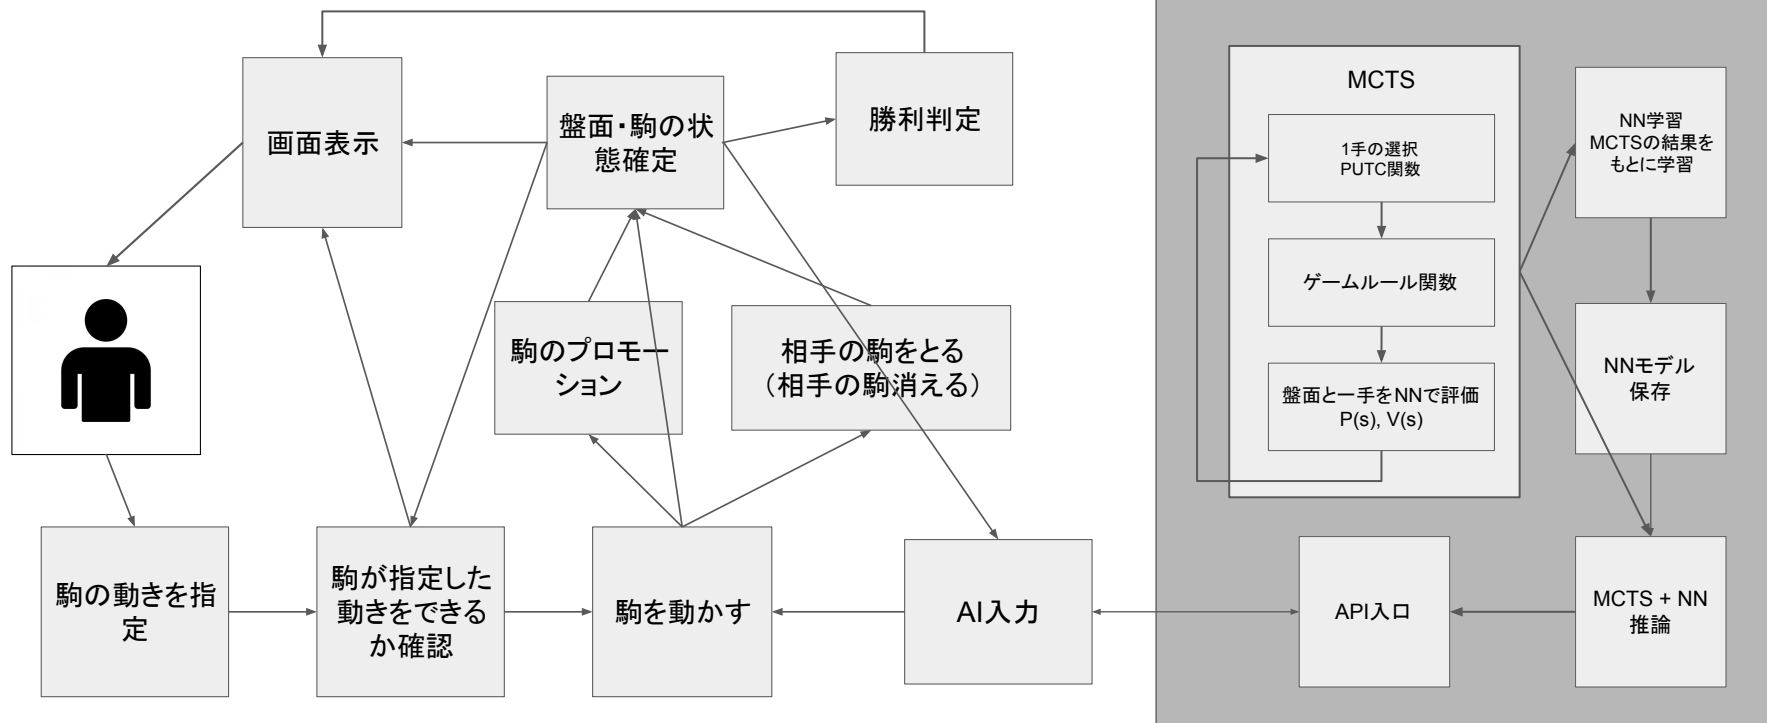 画面表示
盤面・駒の状
態確定
勝利判定
駒のプロモー
ション
相手の駒をとる
（相手の駒消える）
駒の動きを指
定
駒が指定した
動きをできる
か確認
駒を動かす
AI入力
MCTS
1手の選択
PUTC関数
ゲームルール関数
盤面と一手をNNで評価
P(s), V(s)
NN学習
MCTSの結果を
もとに学習
NNモデル
保存
API入口
MCTS + NN
推論